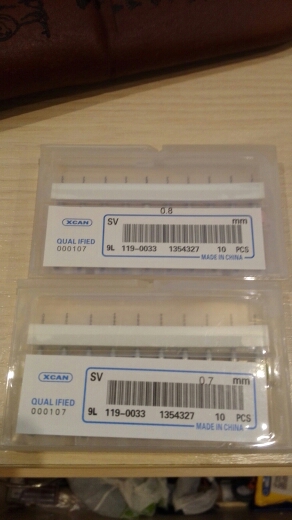 0.8
XCAN SV mm
QUALIFIED
000107 9L 119-0033 1354327 10 PCS
MADE IN CHINA
XCAN SV 0.7 mm
QUALIFIED
000107 9L 119-0033 1354327 10 PCS
MADE IN CHINA